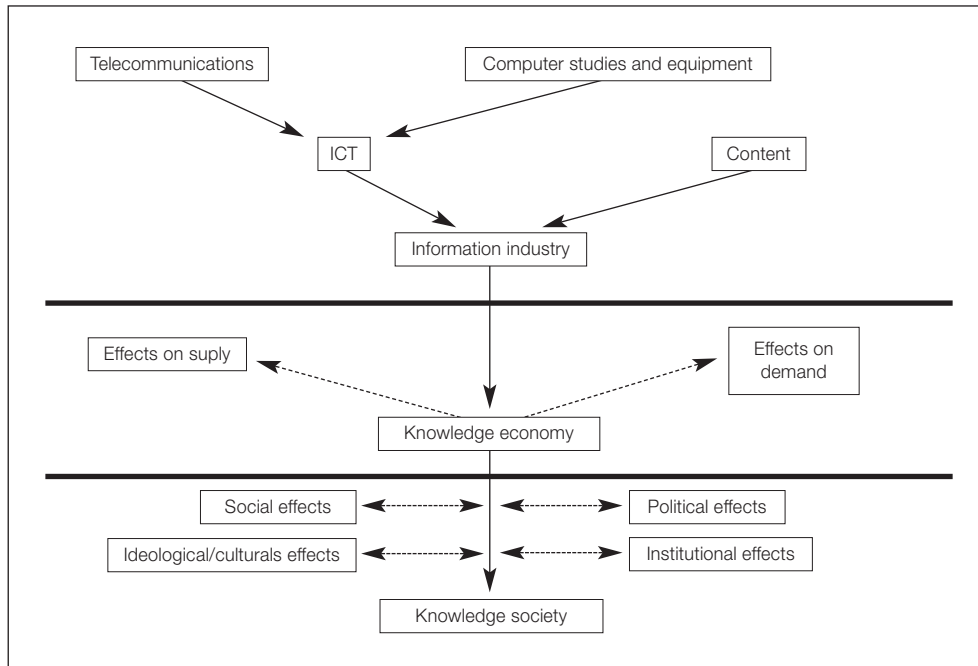 Telecommunications
Computer studies and equipment
ICT
Content
Information industry
Effects on suply
Effects on
demand
Knowledge economy
Social effects
Political effects
Ideological/culturals effects
Institutional effects
Knowledge society